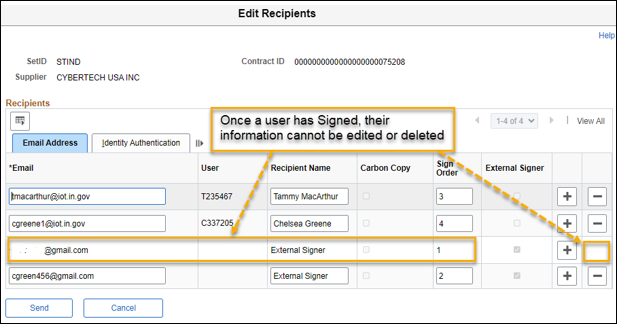 Edit Recipients
Help
SetID STIND Contract ID 0000000000000000000075208
Supplier CYBERTECH USA INC
Recipients
Once a user has Signed, their
information cannot be edited or deleted
1-4 of 4 View All
Email Address Identity Authentication
*Email User Recipient Name Carbon Copy Sign Order External Signer
tmacarthur@iot.in.gov T235467 Tammy MacArthur 3
cgreene1@iot.in.gov C337205 Chelsea Greene 4
@gmail.com External Signer 1
cgreen456@gmail.com External Signer 2
Send Cancel